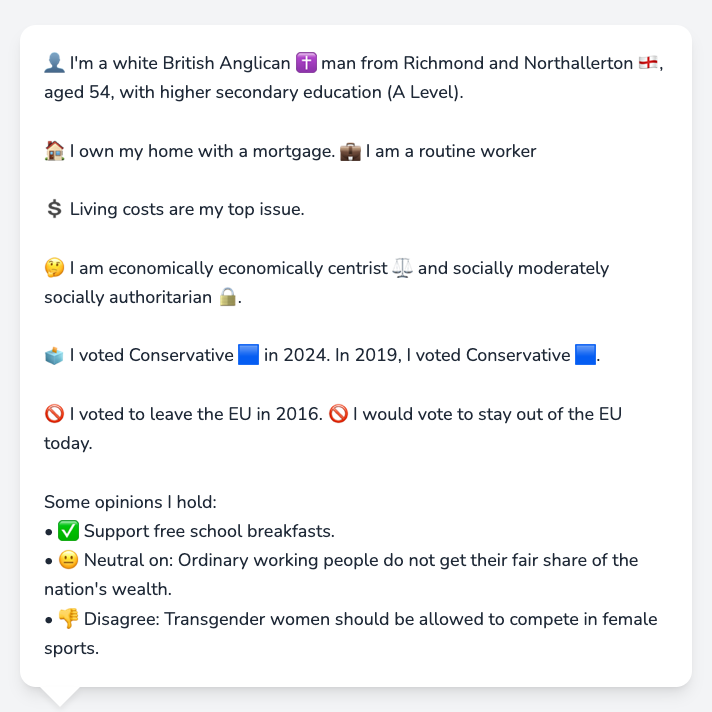 👤 I'm a white British Anglican ✝️ man from Richmond and Northallerton 🏴󠁧󠁢󠁥󠁮󠁧󠁿,
aged 54, with higher secondary education (A Level).
🏠 I own my home with a mortgage. 💼 I am a routine worker
💲 Living costs are my top issue.
🤔 I am economically economically centrist ⚖️ and socially moderately
socially authoritarian 🔒.
🗳️ I voted Conservative 🟦 in 2024. In 2019, I voted Conservative 🟦.
🚫 I voted to leave the EU in 2016. 🚫 I would vote to stay out of the EU
today.
Some opinions I hold:
• ✅ Support free school breakfasts.
• 😐 Neutral on: Ordinary working people do not get their fair share of the
nation's wealth.
• 👎 Disagree: Transgender women should be allowed to compete in female
sports.